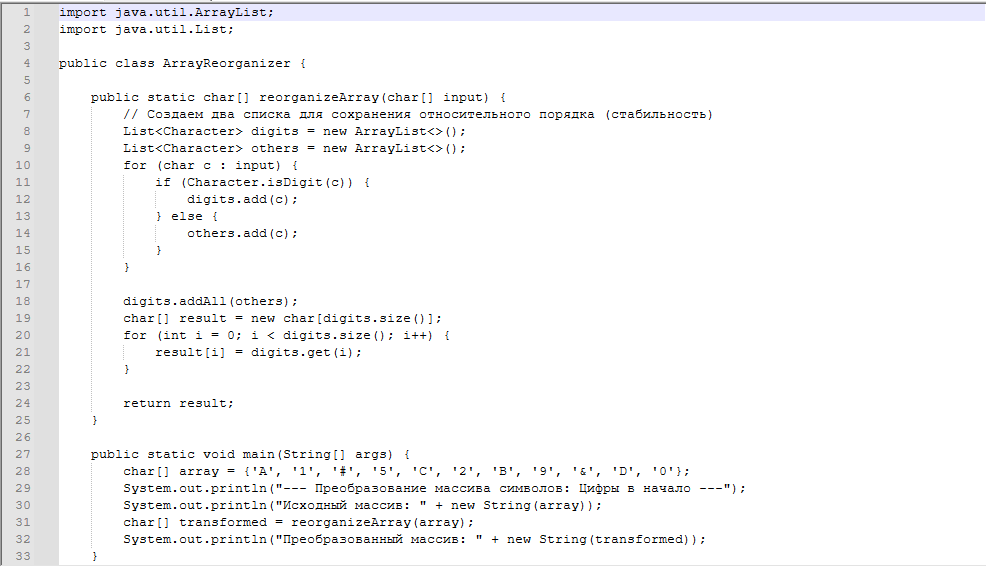 1 import java.util.ArrayList;
2 import java.util.List;
3
4 public class ArrayReorganizer {
5
6     public static char[] reorganizeArray(char[] input) {
7         // Создаем два списка для сохранения относительного порядка (стабильность)
8         List<Character> digits = new ArrayList<>();
9         List<Character> others = new ArrayList<>();
10         for (char c : input) {
11             if (Character.isDigit(c)) {
12                 digits.add(c);
13             } else {
14                 others.add(c);
15             }
16         }
17
18         digits.addAll(others);
19         char[] result = new char[digits.size()];
20         for (int i = 0; i < digits.size(); i++) {
21             result[i] = digits.get(i);
22         }
23
24         return result;
25     }
26
27     public static void main(String[] args) {
28         char[] array = {'A', '1', '#', '5', 'C', '2', 'B', '9', '&', 'D', '0'};
29         System.out.println("--- Преобразование массива символов: Цифры в начало ---");
30         System.out.println("Исходный массив: " + new String(array));
31         char[] transformed = reorganizeArray(array);
32         System.out.println("Преобразованный массив: " + new String(transformed));
33     }